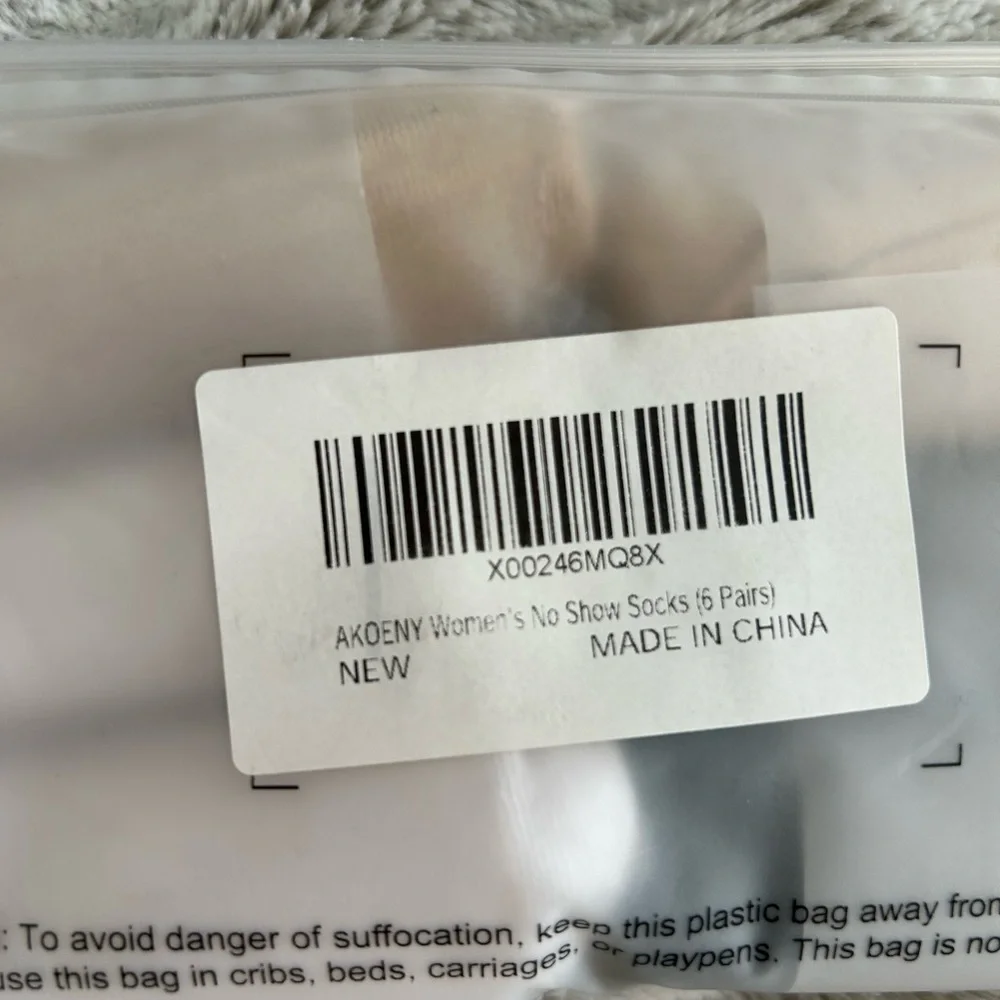 X00246MQ8X
AKOENY Women's No Show Socks (6 Pairs)
NEW MADE IN CHINA
: To avoid danger of suffocation, keep this plastic bag away from
use this bag in cribs, beds, carriages, or playpens. This bag is no